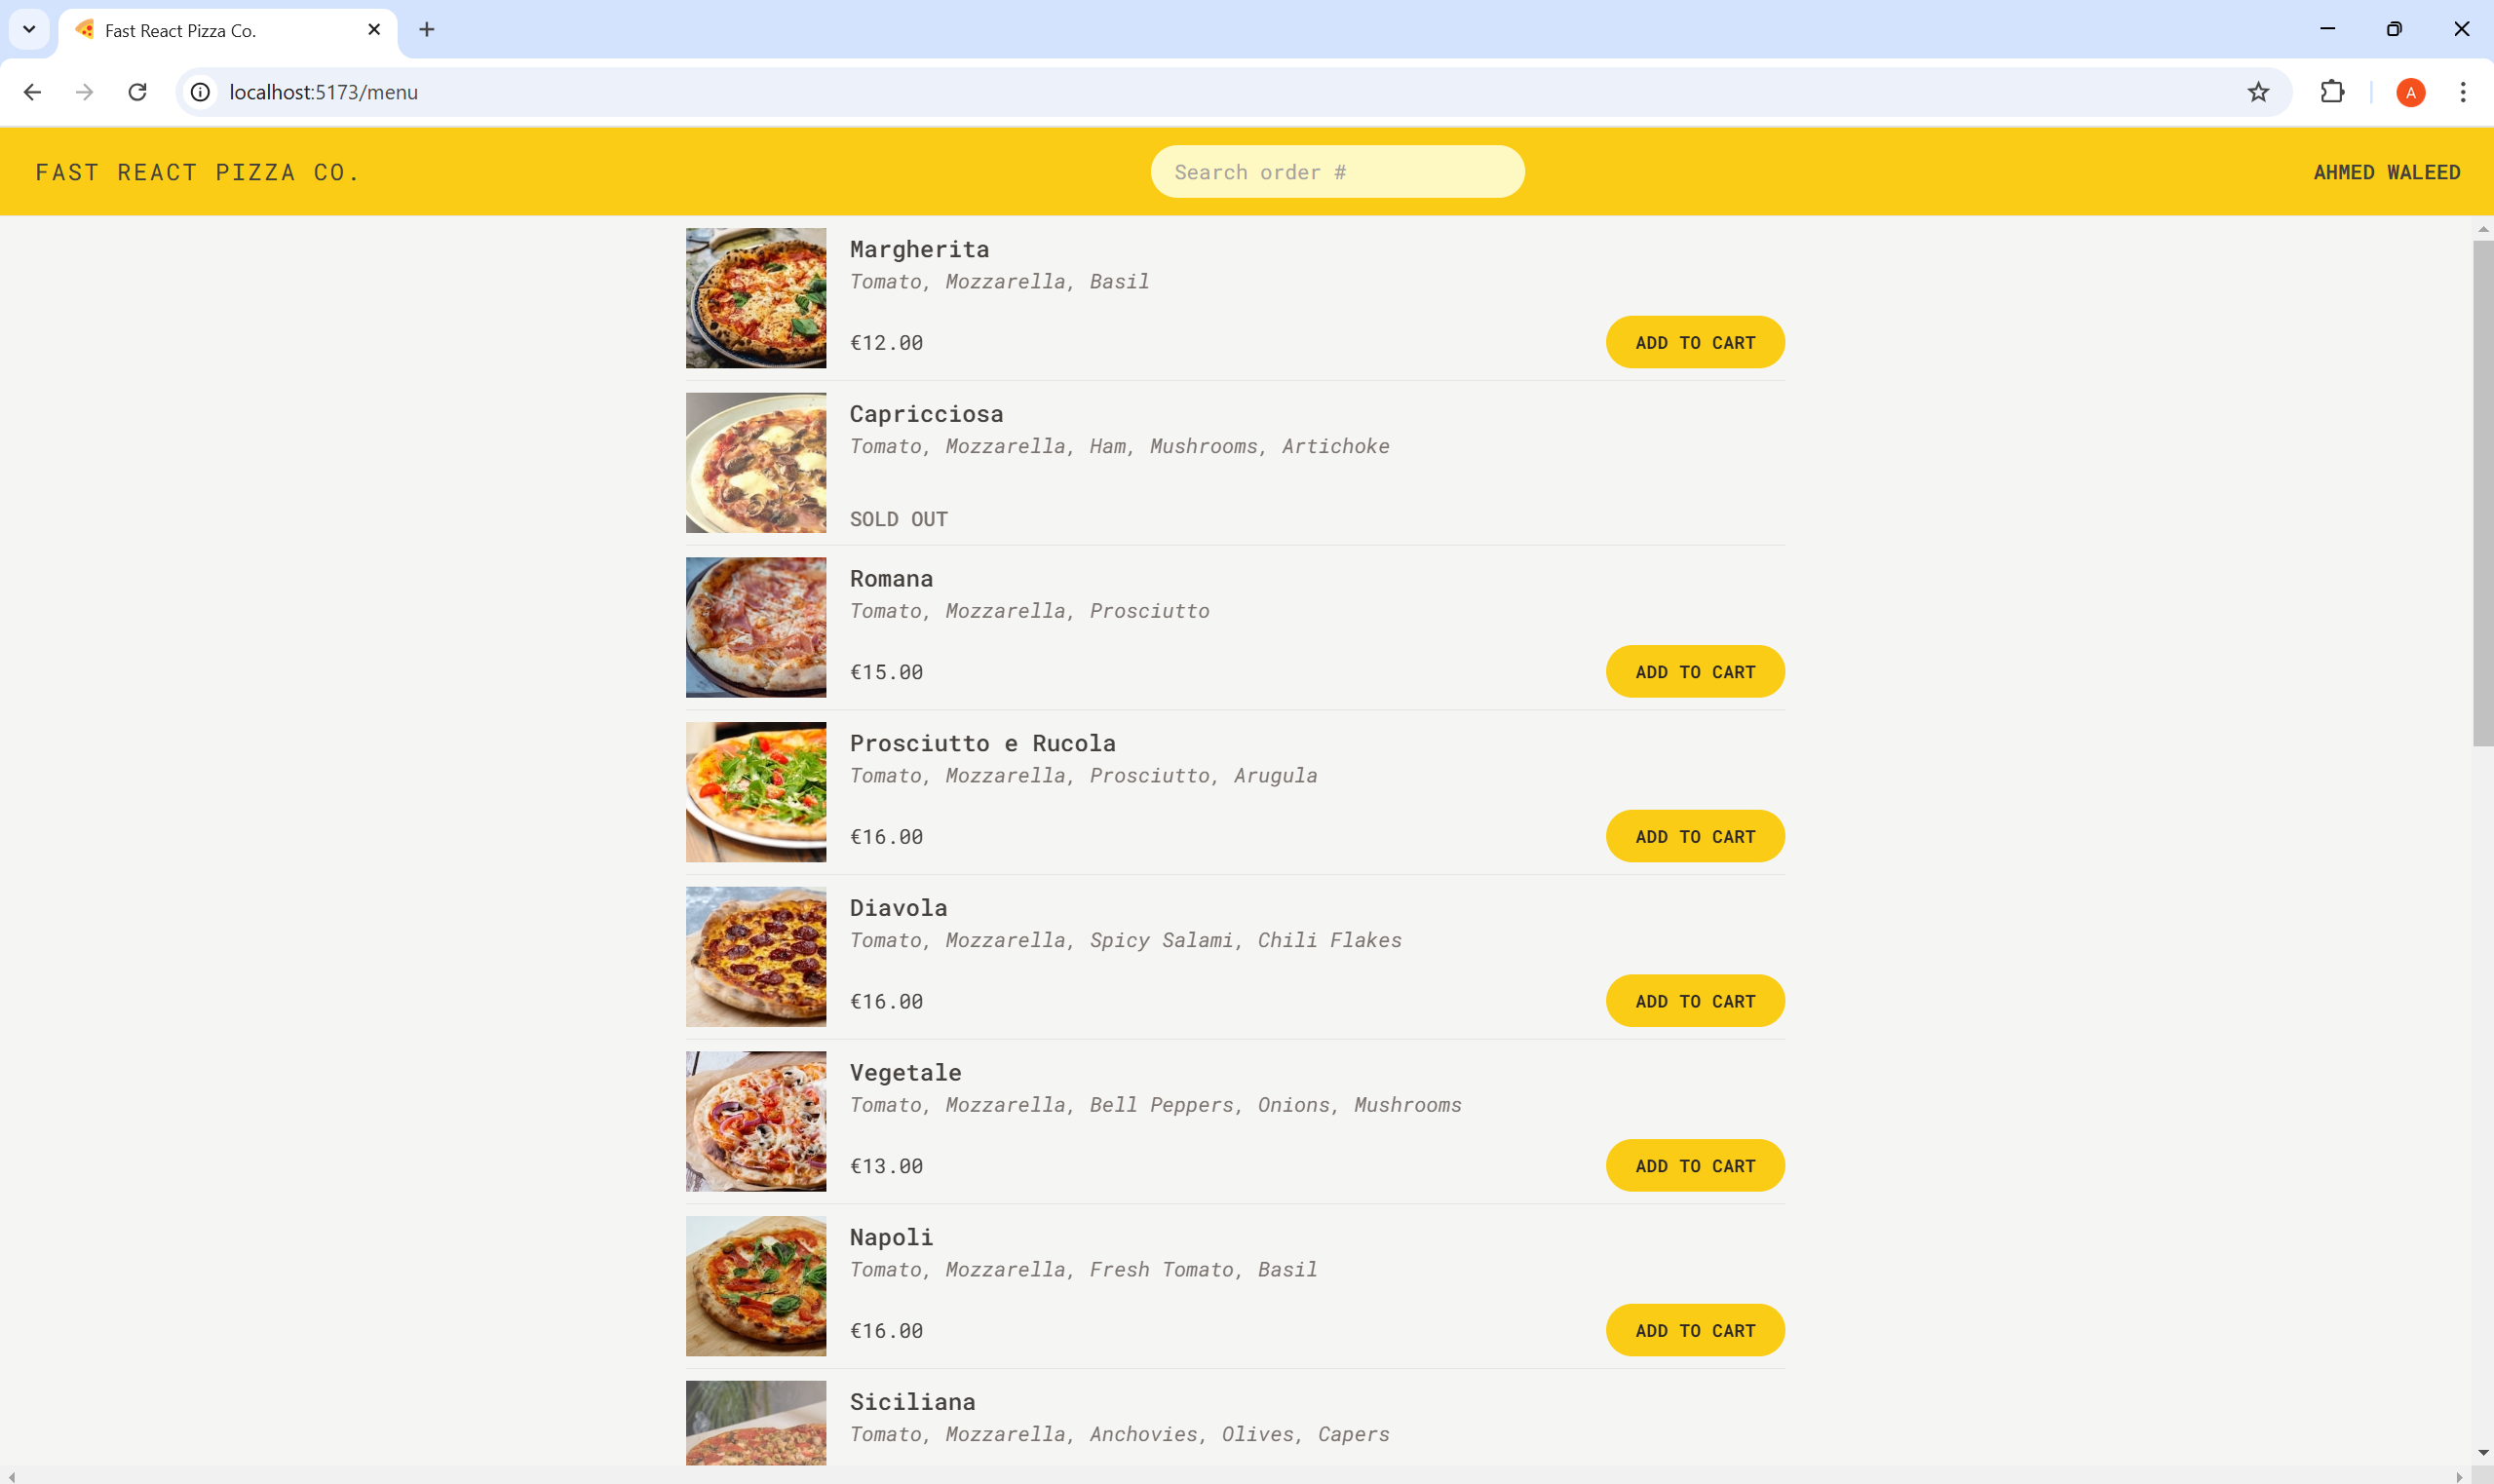 Fast React Pizza Co.
localhost:5173/menu
A
FAST REACT PIZZA CO.
Search order #
AHMED WALEED
Margherita
Tomato, Mozzarella, Basil
€12.00
ADD TO CART
Capricciosa
Tomato, Mozzarella, Ham, Mushrooms, Artichoke
SOLD OUT
Romana
Tomato, Mozzarella, Prosciutto
€15.00
ADD TO CART
Prosciutto e Rucola
Tomato, Mozzarella, Prosciutto, Arugula
€16.00
ADD TO CART
Diavola
Tomato, Mozzarella, Spicy Salami, Chili Flakes
€16.00
ADD TO CART
Vegetale
Tomato, Mozzarella, Bell Peppers, Onions, Mushrooms
€13.00
ADD TO CART
Napoli
Tomato, Mozzarella, Fresh Tomato, Basil
€16.00
ADD TO CART
Siciliana
Tomato, Mozzarella, Anchovies, Olives, Capers